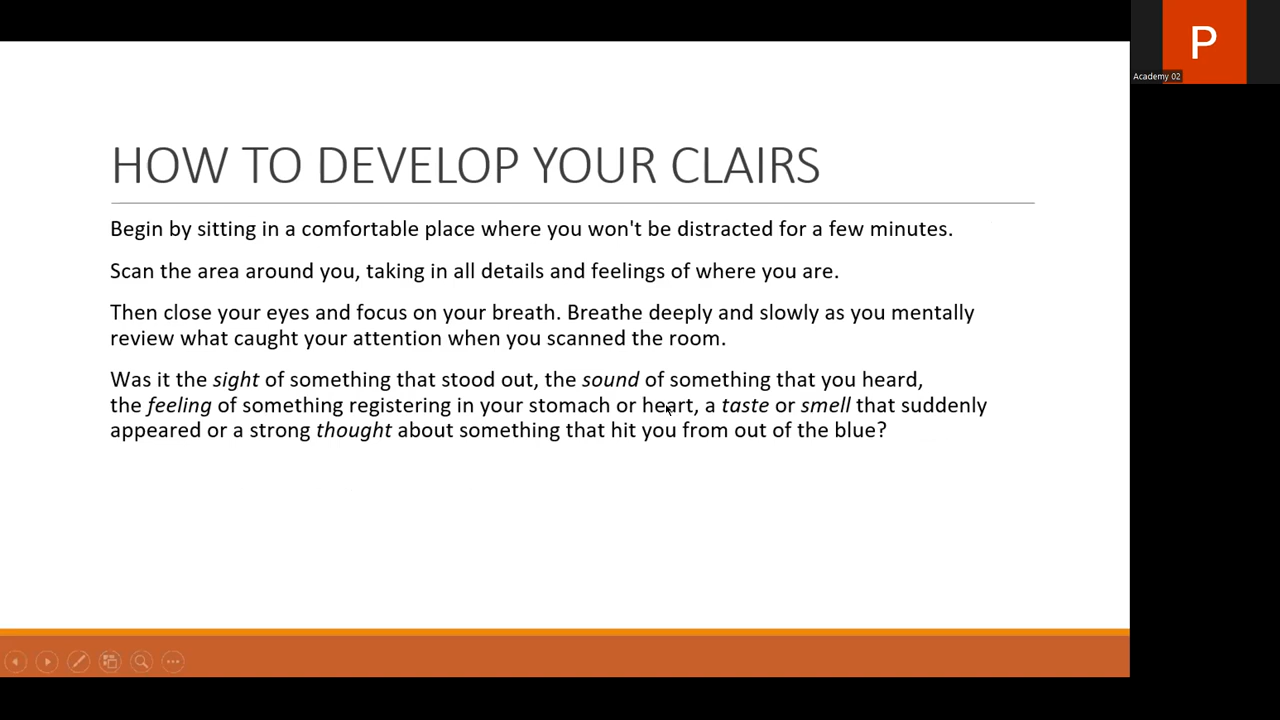 HOW TO DEVELOP YOUR CLAIRS
Begin by sitting in a comfortable place where you won't be distracted for a few minutes.
Scan the area around you, taking in all details and feelings of where you are.
Then close your eyes and focus on your breath. Breathe deeply and slowly as you mentally
review what caught your attention when you scanned the room.
Was it the sight of something that stood out, the sound of something that you heard,
the feeling of something registering in your stomach or heart, a taste or smell that suddenly
appeared or a strong thought about something that hit you from out of the blue?
P
Academy 02